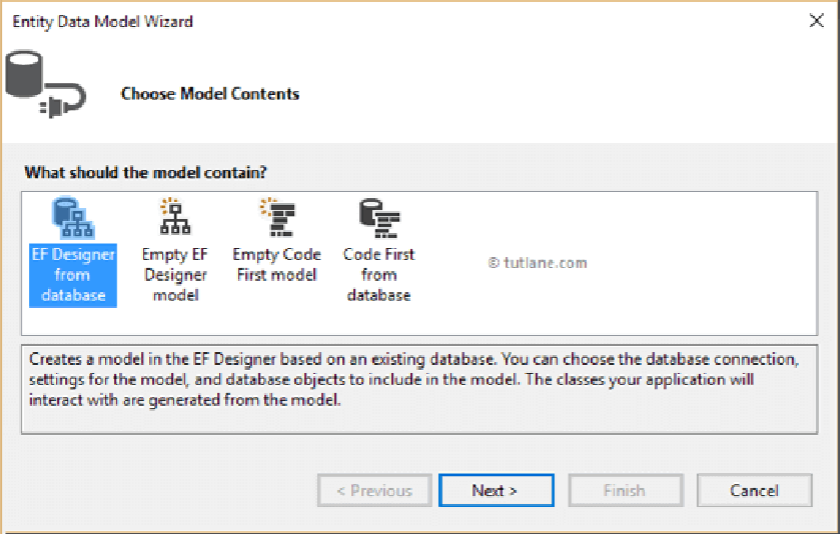 Entity Data Model Wizard
Choose Model Contents
What should the model contain?
EF Designer
from
database
Empty EF
Designer
model
Empty Code
First model
Code First
from
database
© tutlane.com
Creates a model in the EF Designer based on an existing database. You can choose the database connection,
settings for the model, and database objects to include in the model. The classes your application will
interact with are generated from the model.
< Previous
Next >
Finish
Cancel